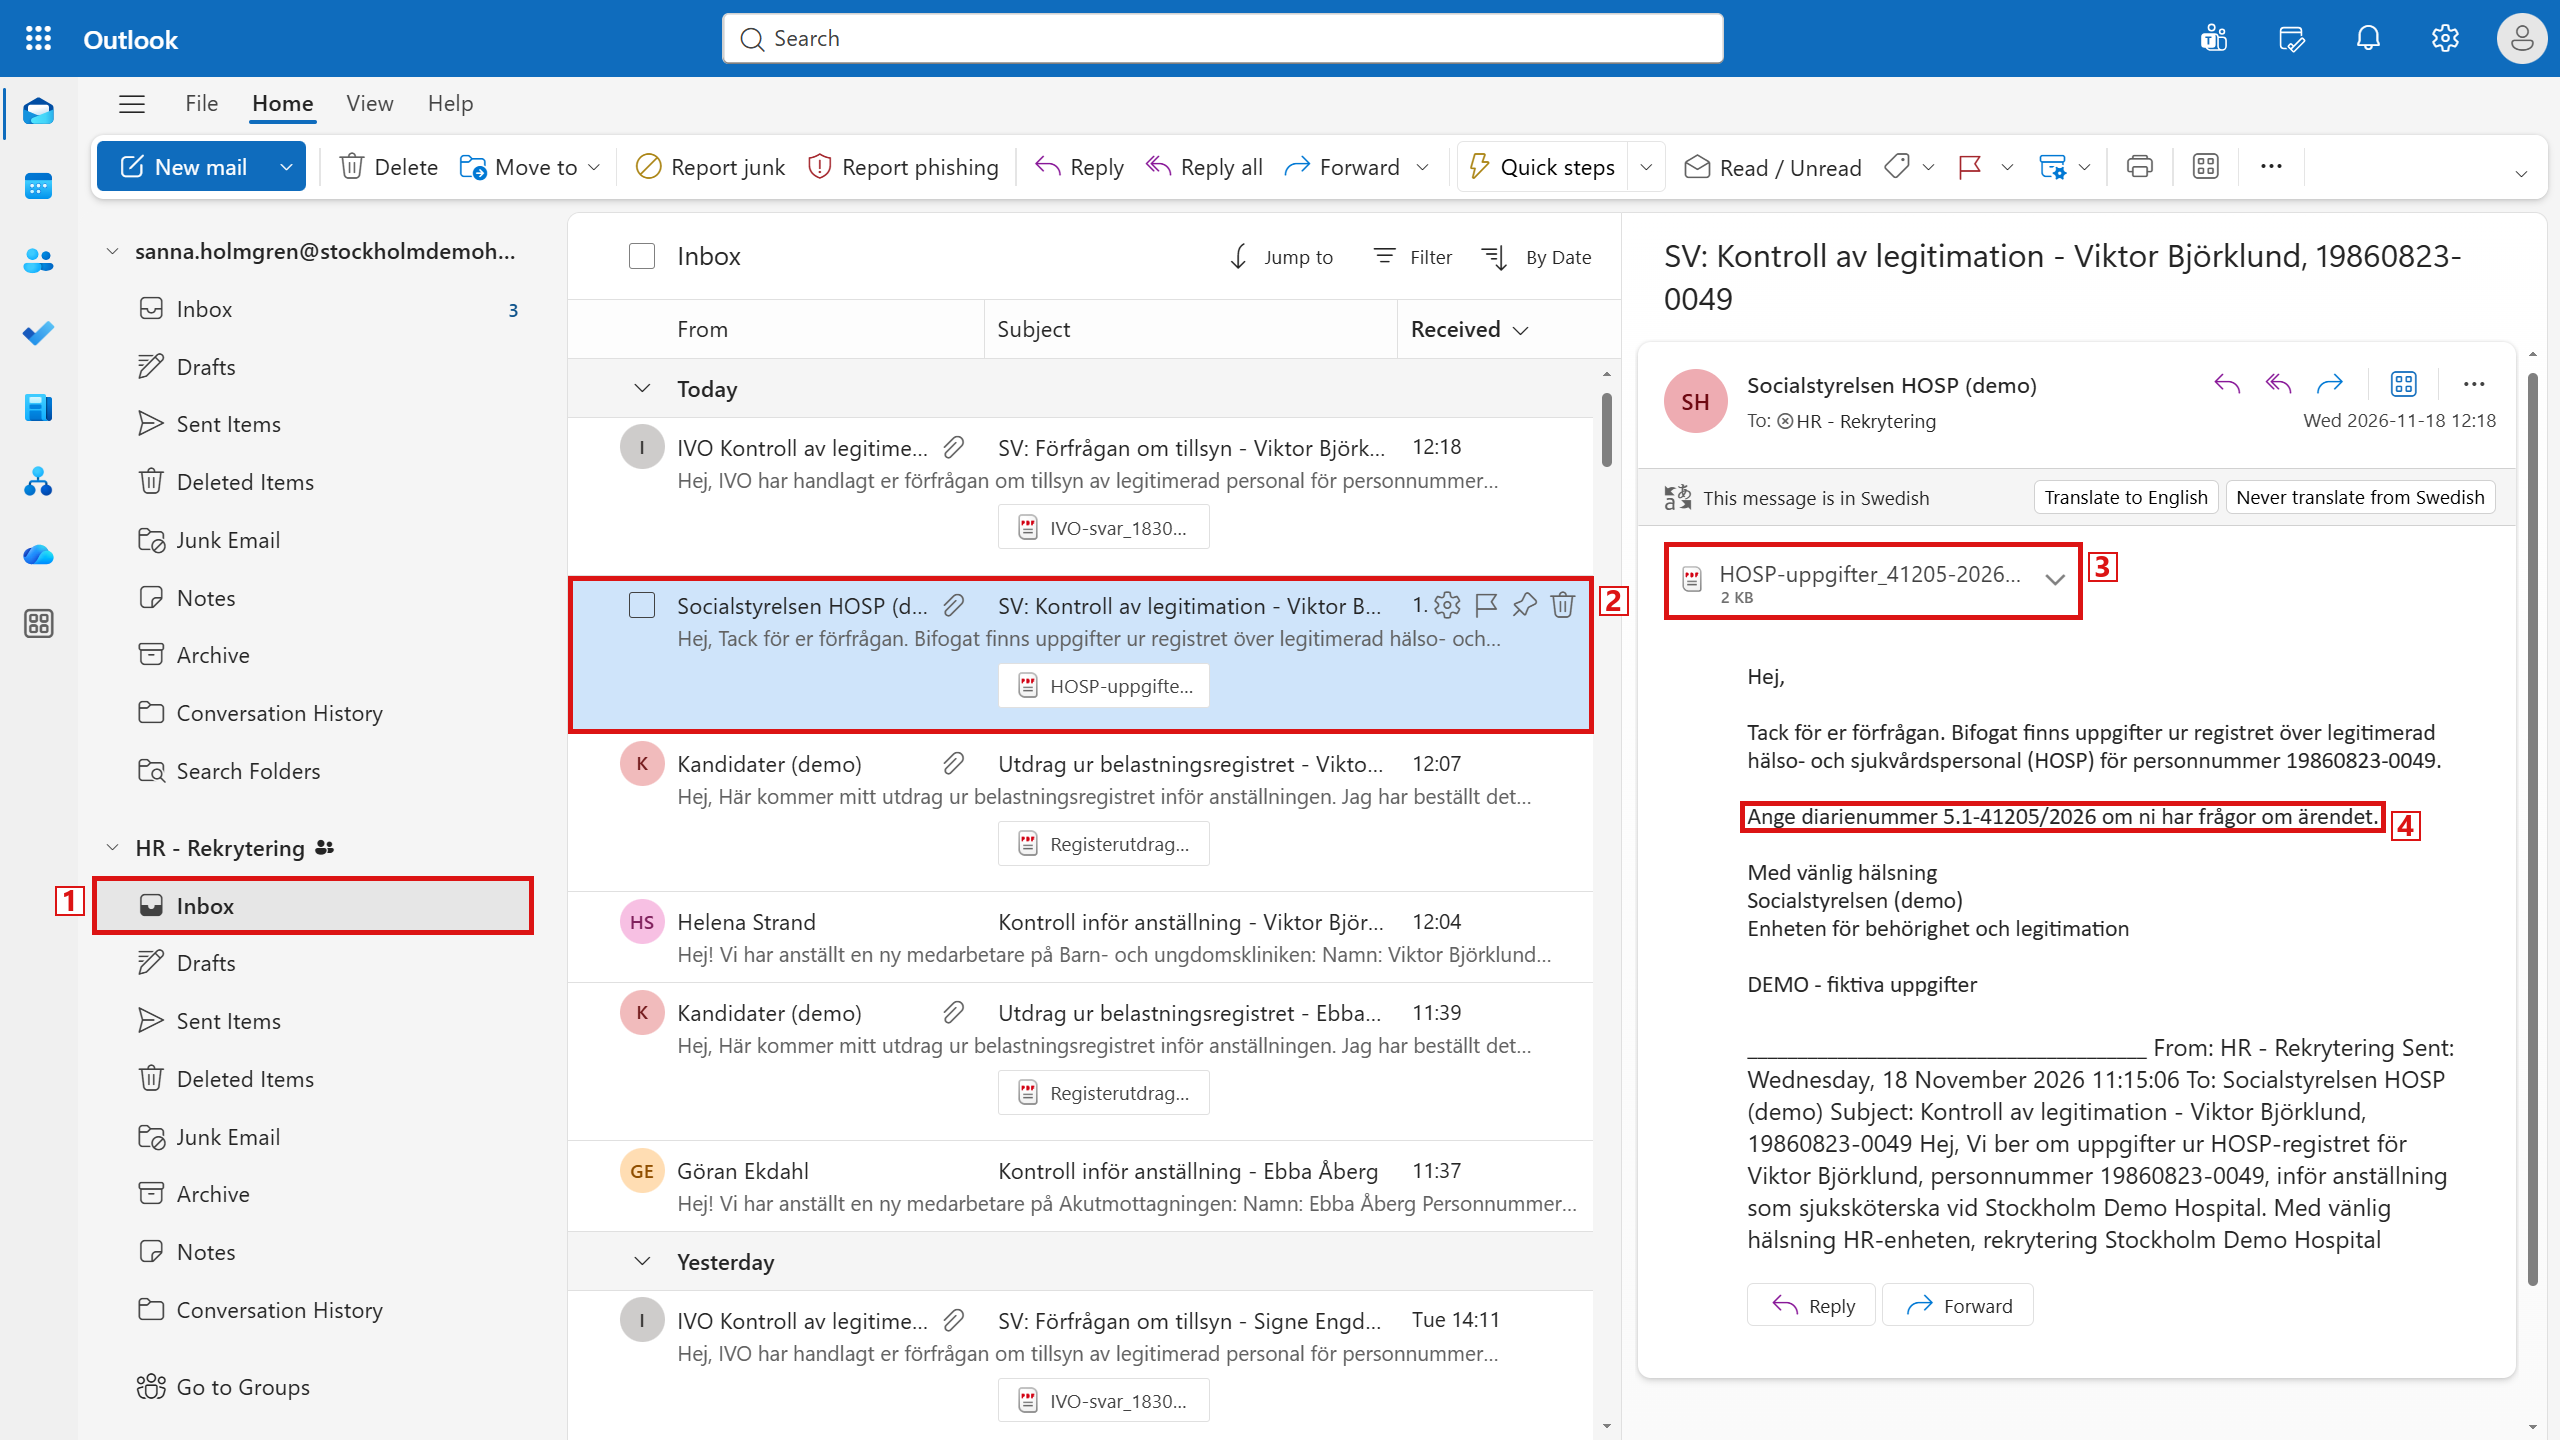 Outlook
Search
File Home View Help
New mail Delete Move to Report junk Report phishing Reply Reply all Forward Quick steps Read / Unread
sanna.holmgren@stockholmdemoh...
Inbox 3
Drafts
Sent Items
Deleted Items
Junk Email
Notes
Archive
Conversation History
Search Folders
HR - Rekrytering
1 Inbox
Drafts
Sent Items
Deleted Items
Junk Email
Archive
Notes
Conversation History
Go to Groups
Inbox Jump to Filter By Date
From Subject Received
Today
I IVO Kontroll av legitime... SV: Förfrågan om tillsyn - Viktor Björk... 12:18
Hej, IVO har handlagt er förfrågan om tillsyn av legitimerad personal för personnummer...
IVO-svar_1830...
Socialstyrelsen HOSP (d... SV: Kontroll av legitimation - Viktor B... 1. 2
Hej, Tack för er förfrågan. Bifogat finns uppgifter ur registret över legitimerad hälso- och...
HOSP-uppgifte...
K Kandidater (demo) Utdrag ur belastningsregistret - Vikto... 12:07
Hej, Här kommer mitt utdrag ur belastningsregistret inför anställningen. Jag har beställt det...
Registerutdrag...
HS Helena Strand Kontroll inför anställning - Viktor Björ... 12:04
Hej! Vi har anställt en ny medarbetare på Barn- och ungdomskliniken: Namn: Viktor Björklund...
K Kandidater (demo) Utdrag ur belastningsregistret - Ebba... 11:39
Hej, Här kommer mitt utdrag ur belastningsregistret inför anställningen. Jag har beställt det...
Registerutdrag...
GE Göran Ekdahl Kontroll inför anställning - Ebba Åberg 11:37
Hej! Vi har anställt en ny medarbetare på Akutmottagningen: Namn: Ebba Åberg Personnummer...
Yesterday
I IVO Kontroll av legitime... SV: Förfrågan om tillsyn - Signe Engd... Tue 14:11
Hej, IVO har handlagt er förfrågan om tillsyn av legitimerad personal för personnummer...
IVO-svar_1830...
SV: Kontroll av legitimation - Viktor Björklund, 19860823-
0049
SH Socialstyrelsen HOSP (demo)
To: HR - Rekrytering Wed 2026-11-18 12:18
This message is in Swedish Translate to English Never translate from Swedish
HOSP-uppgifter_41205-2026... 3
2 KB
Hej,
Tack för er förfrågan. Bifogat finns uppgifter ur registret över legitimerad
hälso- och sjukvårdspersonal (HOSP) för personnummer 19860823-0049.
Ange diarienummer 5.1-41205/2026 om ni har frågor om ärendet. 4
Med vänlig hälsning
Socialstyrelsen (demo)
Enheten för behörighet och legitimation
DEMO - fiktiva uppgifter
________________________________ From: HR - Rekrytering Sent:
Wednesday, 18 November 2026 11:15:06 To: Socialstyrelsen HOSP
(demo) Subject: Kontroll av legitimation - Viktor Björklund,
19860823-0049 Hej, Vi ber om uppgifter ur HOSP-registret för
Viktor Björklund, personnummer 19860823-0049, inför anställning
som sjuksköterska vid Stockholm Demo Hospital. Med vänlig
hälsning HR-enheten, rekrytering Stockholm Demo Hospital
Reply Forward